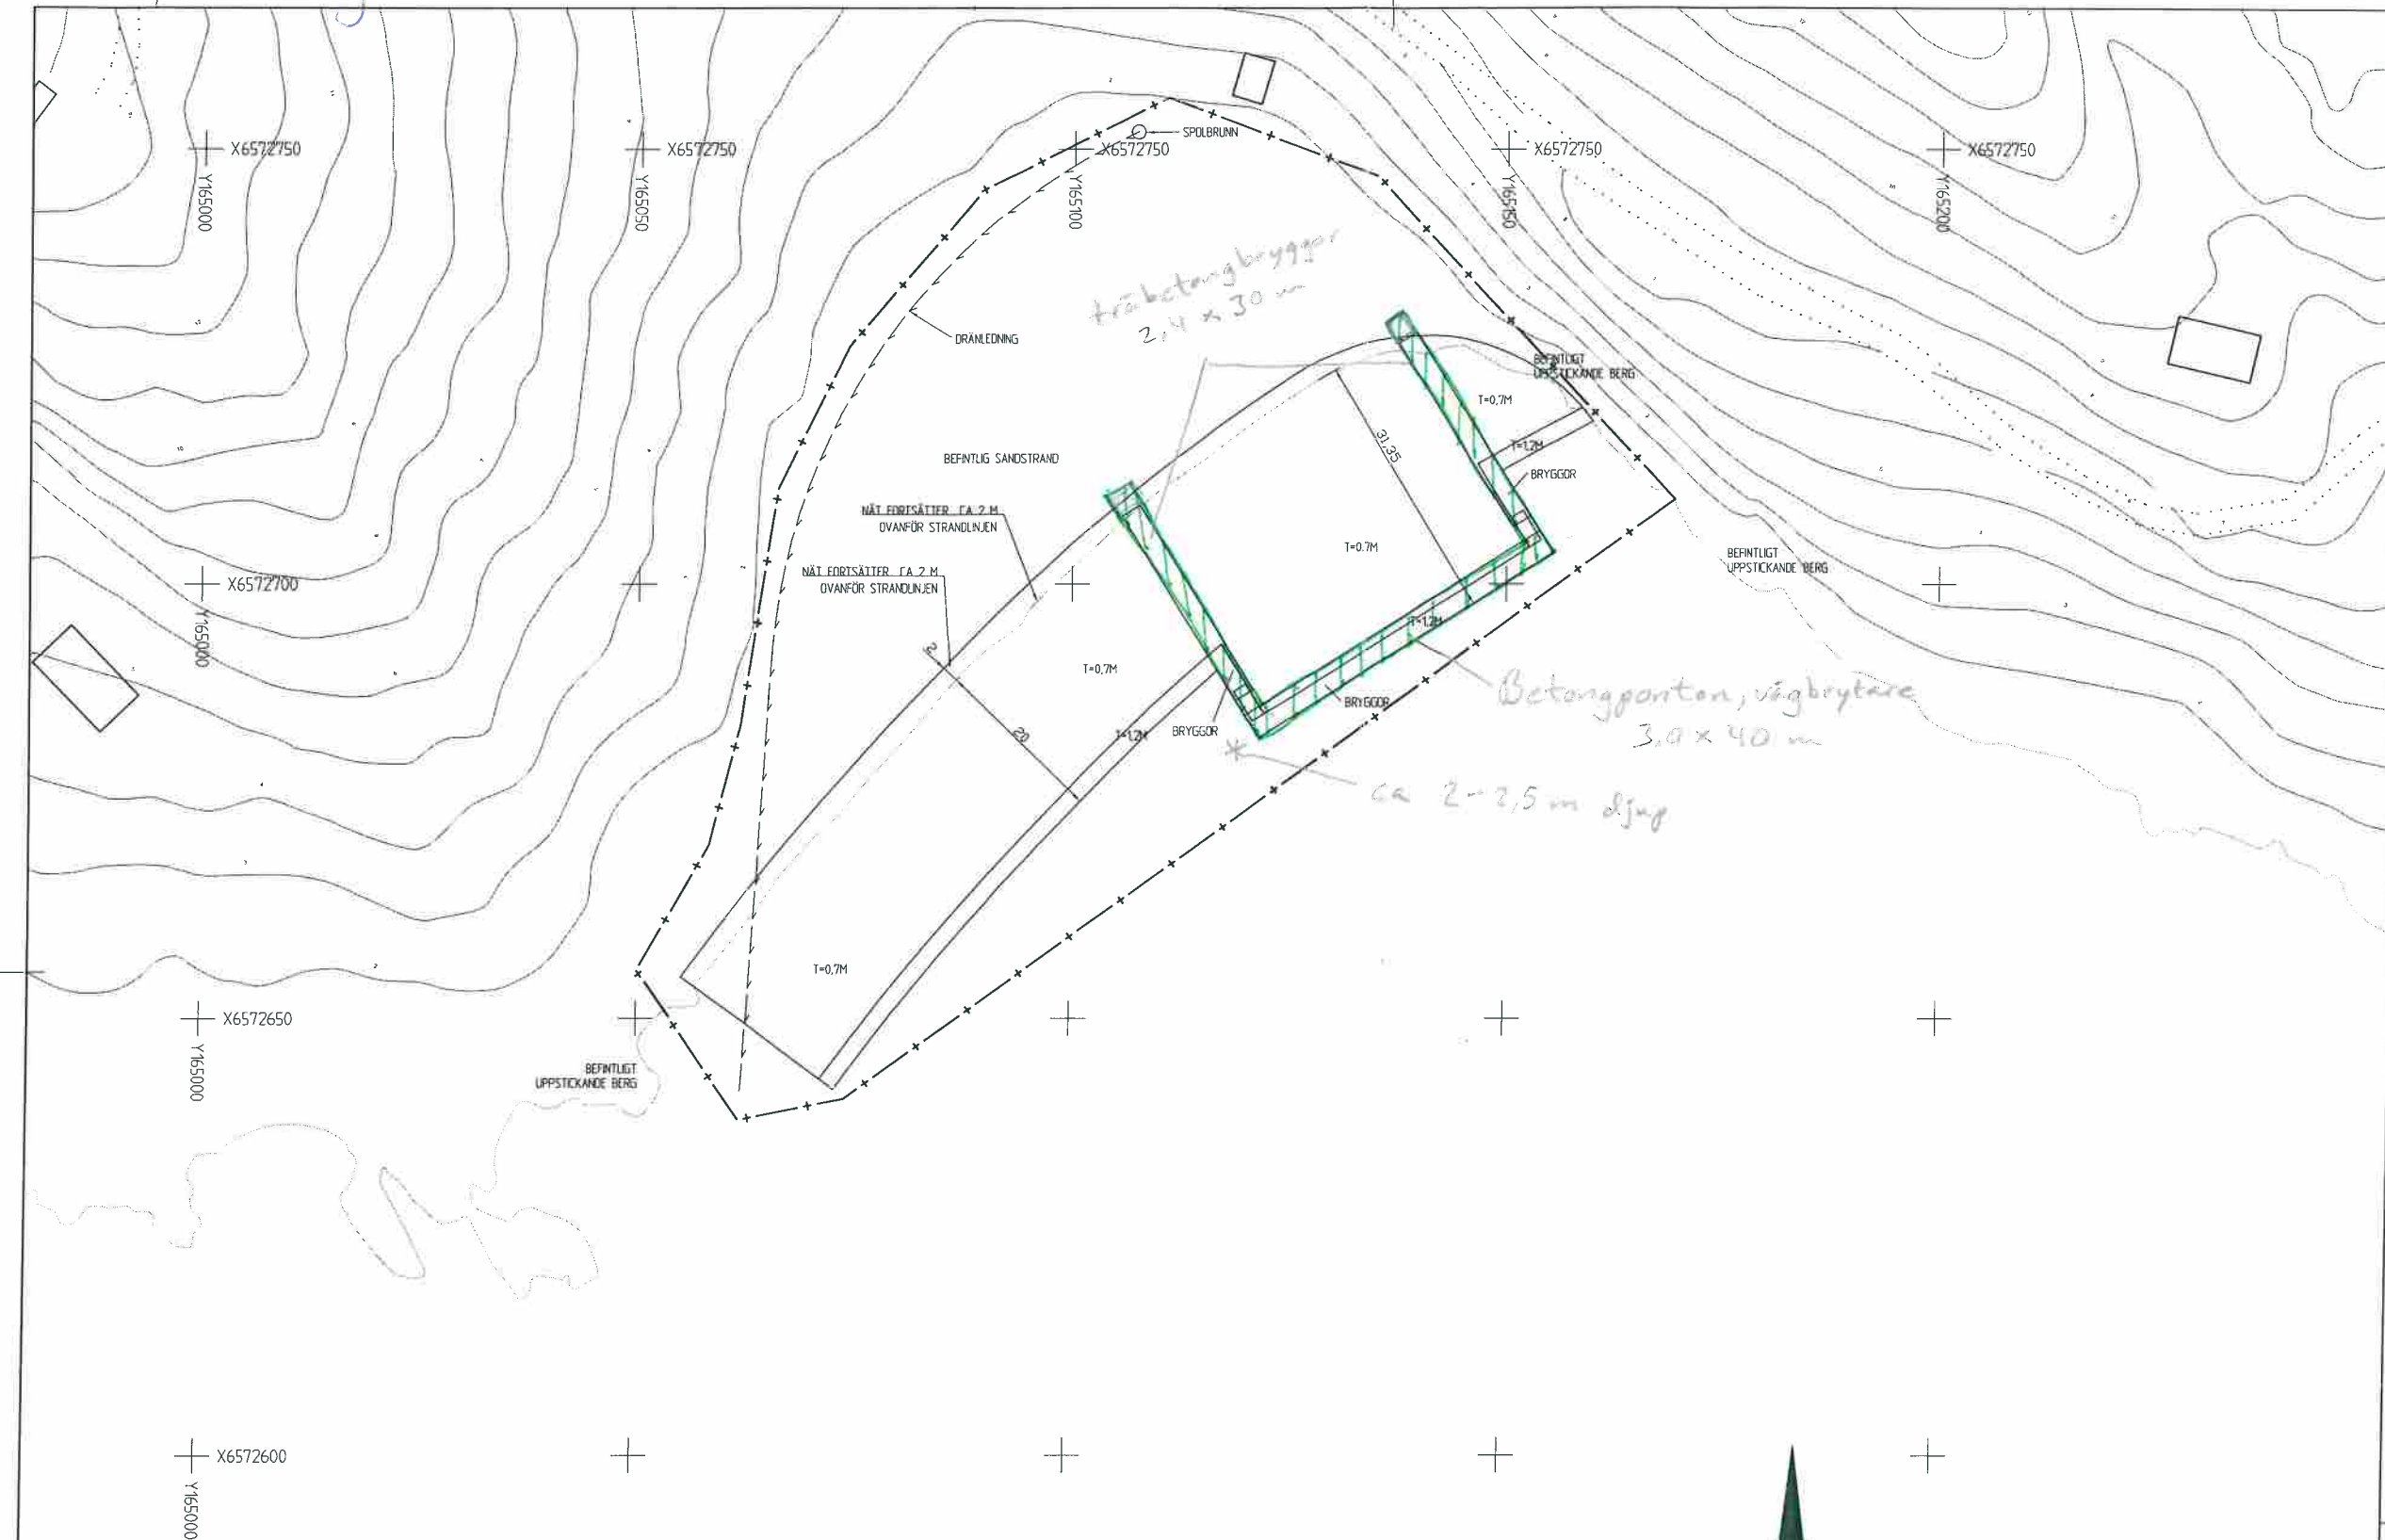 SPOLBRUNN
X6572750
X6572750
X6572750
X6572750
X6572750
Y165000
Y165050
Y165100
Y165150
Y165200
träbetongbryggor
2,4 x 30 m
DRÄNLEDNING
BEFINTLIGT
UPPSTICKANDE BERG
T=0,7M
31,35
T=1,2M
BEFINTLIG SANDSTRAND
BRYGGOR
NÄT FORTSÄTTER CA 2 M
OVANFÖR STRANDLINJEN
T=0.7M
BEFINTLIGT
UPPSTICKANDE BERG
NÄT FORTSÄTTER CA 2 M
OVANFÖR STRANDLINJEN
X6572700
Y165000
T=1,2M
2
T=0,7M
Betongponton, vågbrytare
3,0 x 40 m
BRYGGOR
BRYGGOR
20
T=1,2M
ca 2-2,5 m djup
T=0,7M
X6572650
Y165000
BEFINTLIGT
UPPSTICKANDE BERG
X6572600
Y165000